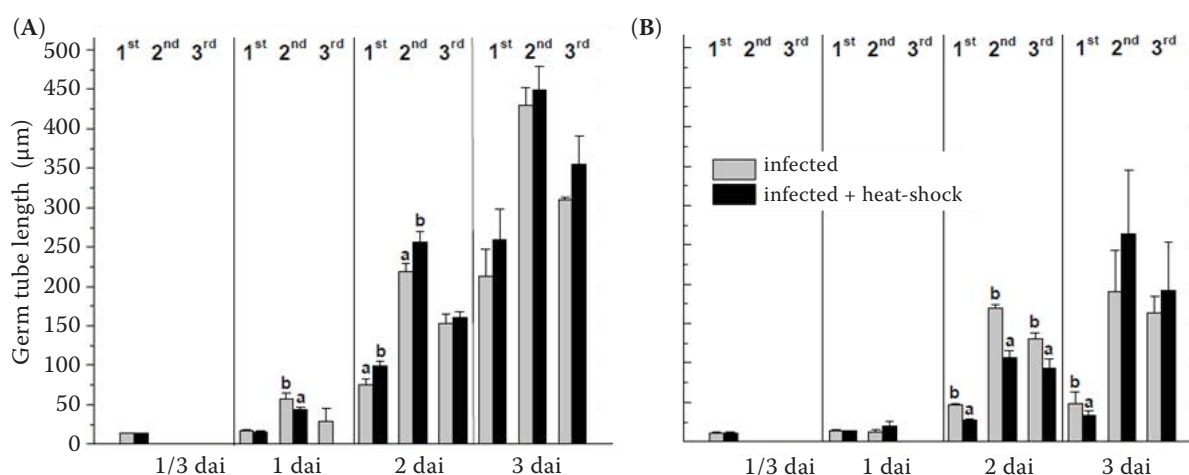 (A)
(B)
1st 2nd 3rd 1st 2nd 3rd 1st 2nd 3rd 1st 2nd 3rd
1st 2nd 3rd 1st 2nd 3rd 1st 2nd 3rd 1st 2nd 3rd
500
450
400
350
300
250
200
150
100
50
0
Germ tube length (µm)
b a a b a b
infected
infected + heat-shock
b a b a b a b a
1/3 dai 1 dai 2 dai 3 dai
1/3 dai 1 dai 2 dai 3 dai